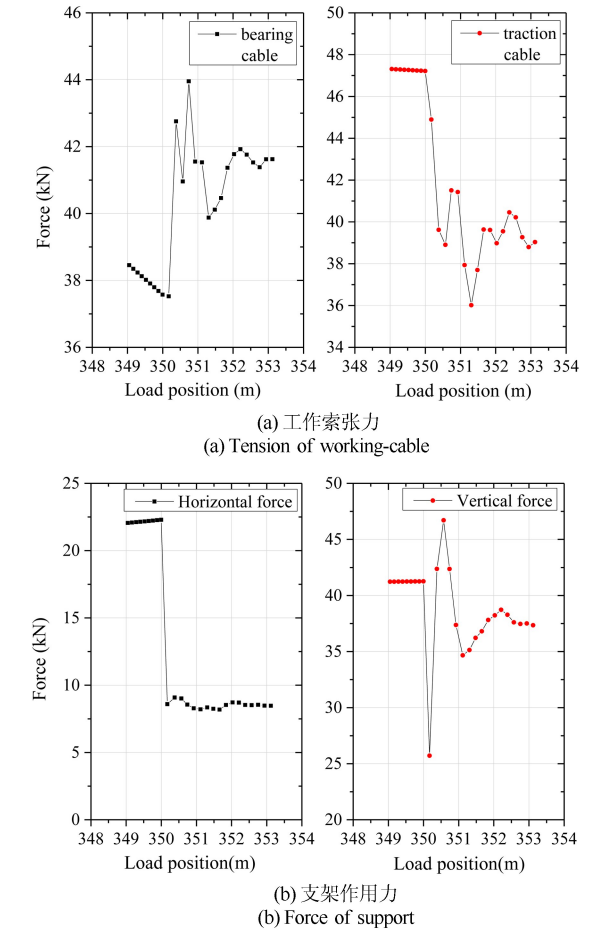 46
44
42
40
38
36
348 349 350 351 352 353 354
Force (kN)
Load position (m)
bearing
cable
50
48
46
44
42
40
38
36
34
348 349 350 351 352 353 354
Load position (m)
traction
cable
(a) 工作索张力
(a) Tension of working-cable
25
20
15
10
5
0
348 349 350 351 352 353 354
Force (kN)
Load position(m)
Horizontal force
50
45
40
35
30
25
20
348 349 350 351 352 353 354
Load position(m)
Vertical force
(b) 支架作用力
(b) Force of support